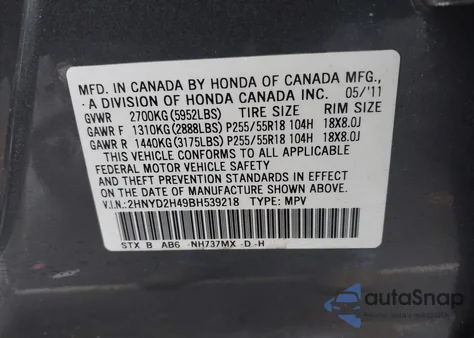 MFD. IN CANADA BY HONDA OF CANADA MFG.,
A DIVISION OF HONDA CANADA INC. 05/'11
GVWR 2700KG (5952LBS) TIRE SIZE RIM SIZE
GAWR F 1310KG (2888LBS) P255/55R18 104H 18X8.0J
GAWR R 1440KG (3175LBS) P255/55R18 104H 18X8.0J
THIS VEHICLE CONFORMS TO ALL APPLICABLE
FEDERAL MOTOR VEHICLE SAFETY AND
THEFT PREVENTION STANDARDS IN EFFECT ON
THE DATE OF MANUFACTURE SHOWN ABOVE.
V.I.N.:2HNYD2H49BH539218 TYPE: MPV
STX B AB6 -NH737MX -D -H
autoSnap